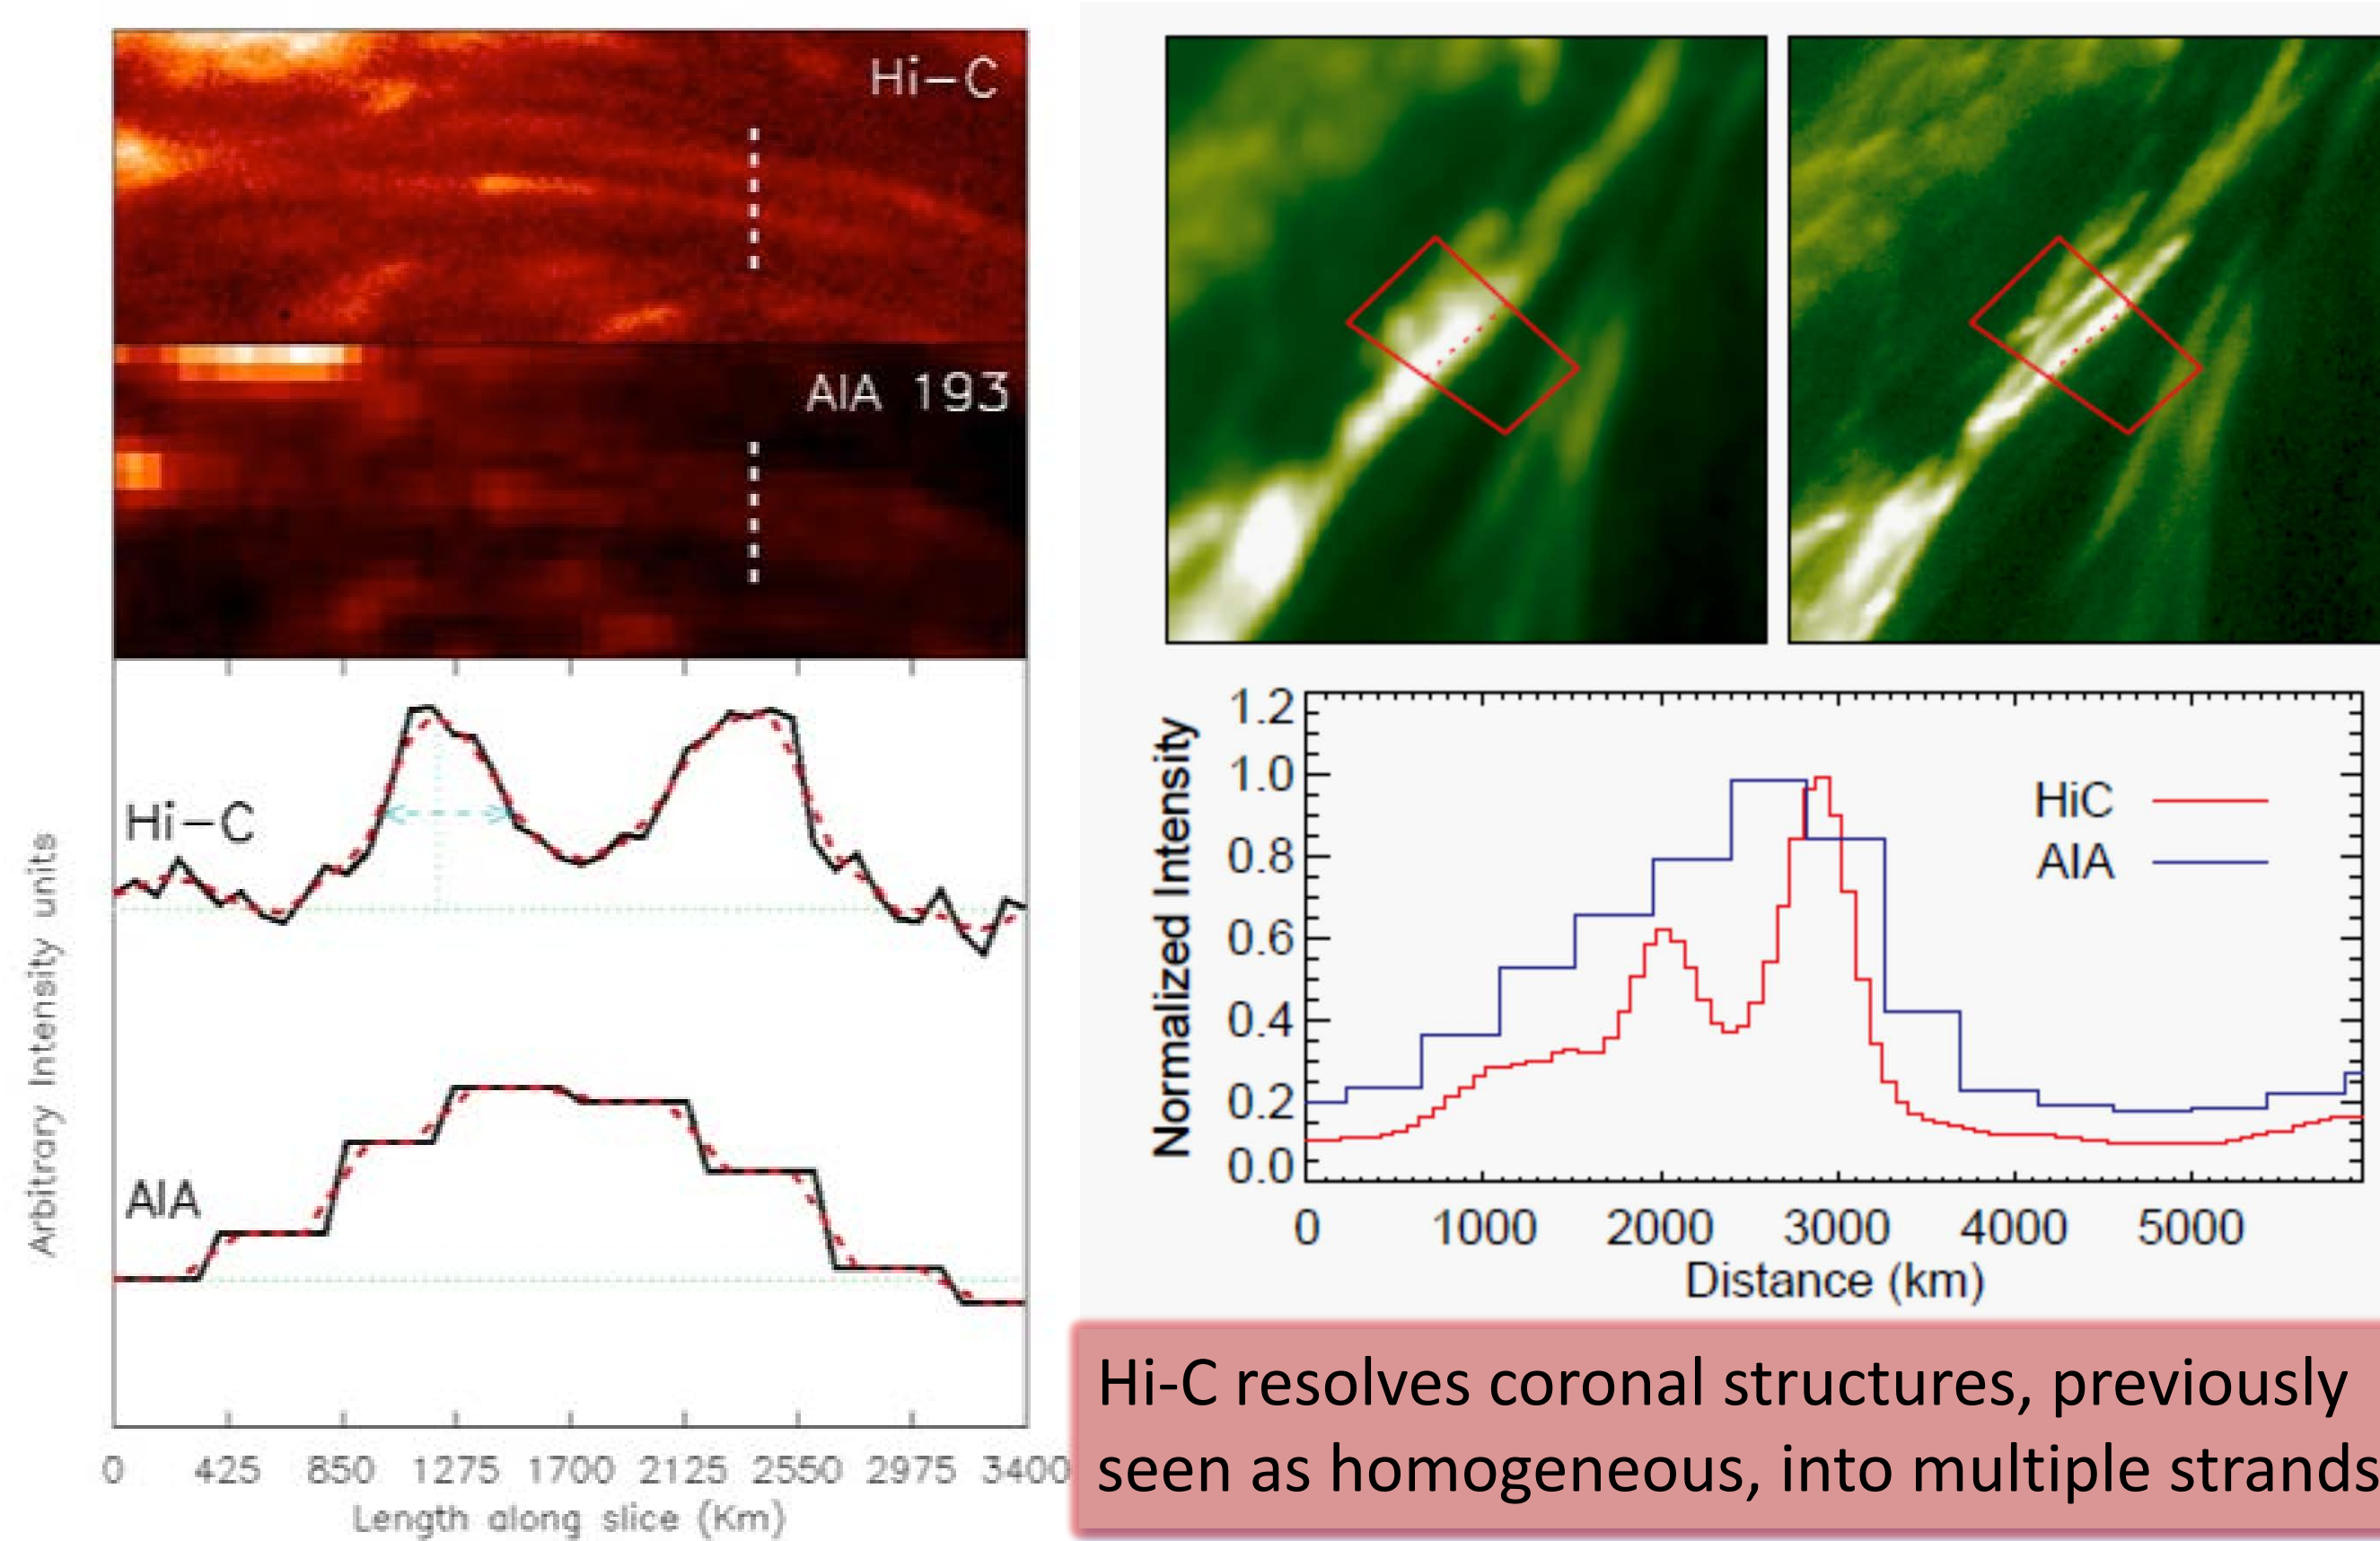 Hi–C
AIA 193
Arbitrary Intensity units
Hi–C
AIA
0 425 850 1275 1700 2125 2550 2975 3400
Length along slice (Km)
Normalized Intensity
1.2
1.0
0.8
0.6
0.4
0.2
0.0
HiC
AIA
0 1000 2000 3000 4000 5000
Distance (km)
Hi-C resolves coronal structures, previously
seen as homogeneous, into multiple strands